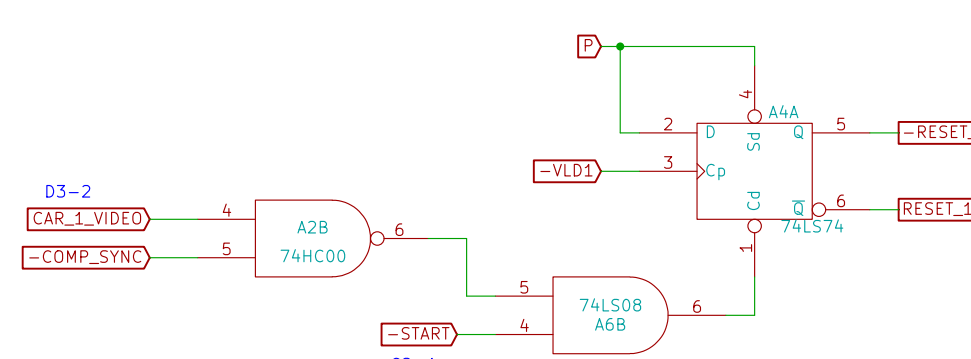 P
4
A4A
2
D
Sd
Q
5
-RESET_
-VLD1
3
Cp
D3-2
CAR_1_VIDEO
4
A2B
6
Cd
Q
6
RESET_1
74LS74
-COMP_SYNC
5
74HC00
1
5
74LS08
6
-START
4
A6B